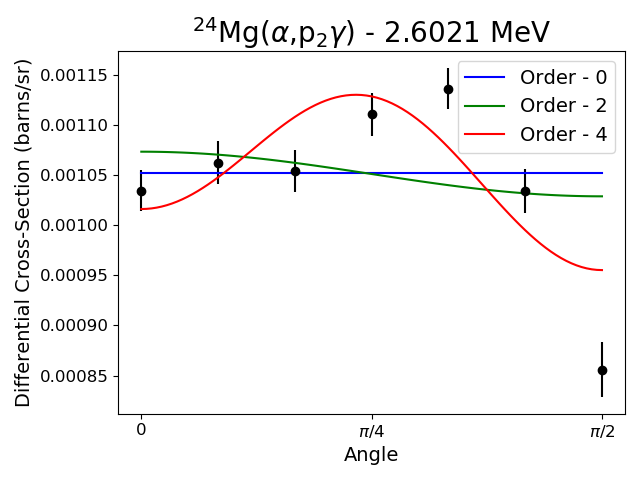 ²⁴Mg(α,p₂γ) - 2.6021 MeV
Differential Cross-Section (barns/sr)
0.00115
0.00110
0.00105
0.00100
0.00095
0.00090
0.00085
Order - 0
Order - 2
Order - 4
0
π/4
π/2
Angle